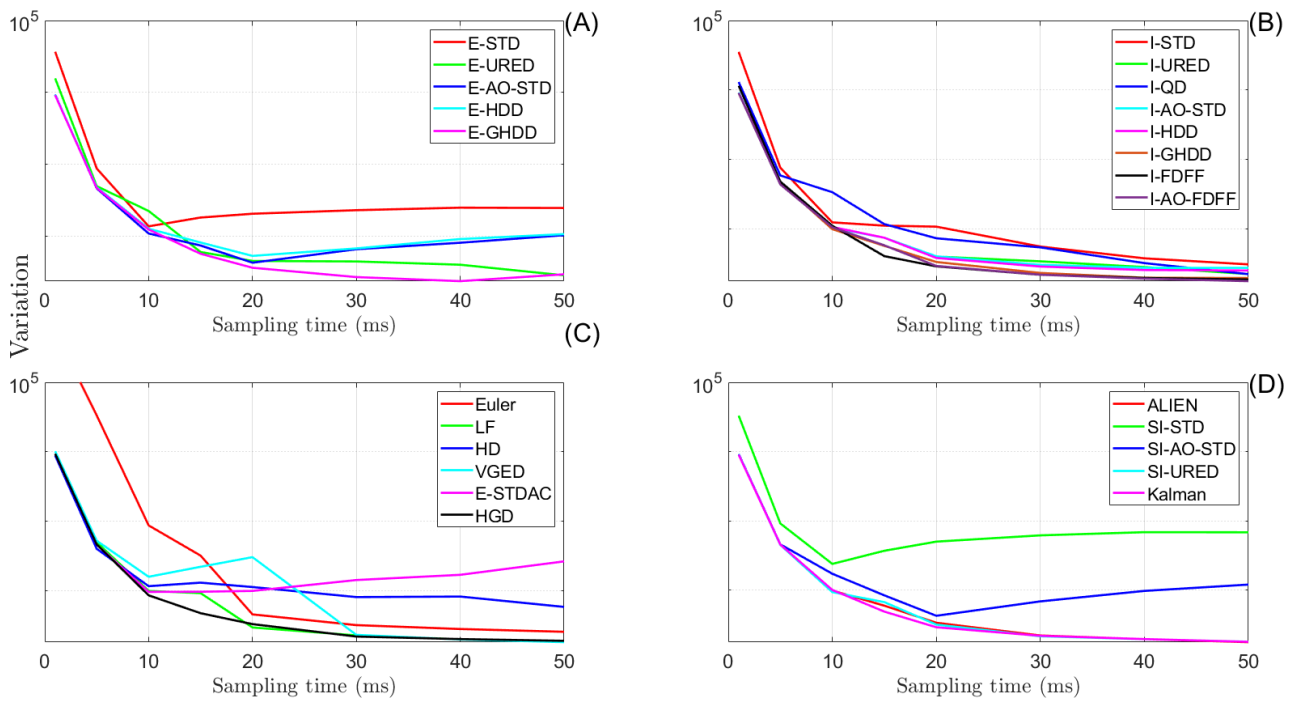 (A)
10^5
E-STD
E-URED
E-AO-STD
E-HDD
E-GHDD
0 10 20 30 40 50
Sampling time (ms)
(B)
10^5
I-STD
I-URED
I-QD
I-AO-STD
I-HDD
I-GHDD
I-FDFF
I-AO-FDFF
0 10 20 30 40 50
Sampling time (ms)
Variation
(C)
10^5
Euler
LF
HD
VGED
E-STDAC
HGD
0 10 20 30 40 50
Sampling time (ms)
(D)
10^5
ALIEN
SI-STD
SI-AO-STD
SI-URED
Kalman
0 10 20 30 40 50
Sampling time (ms)